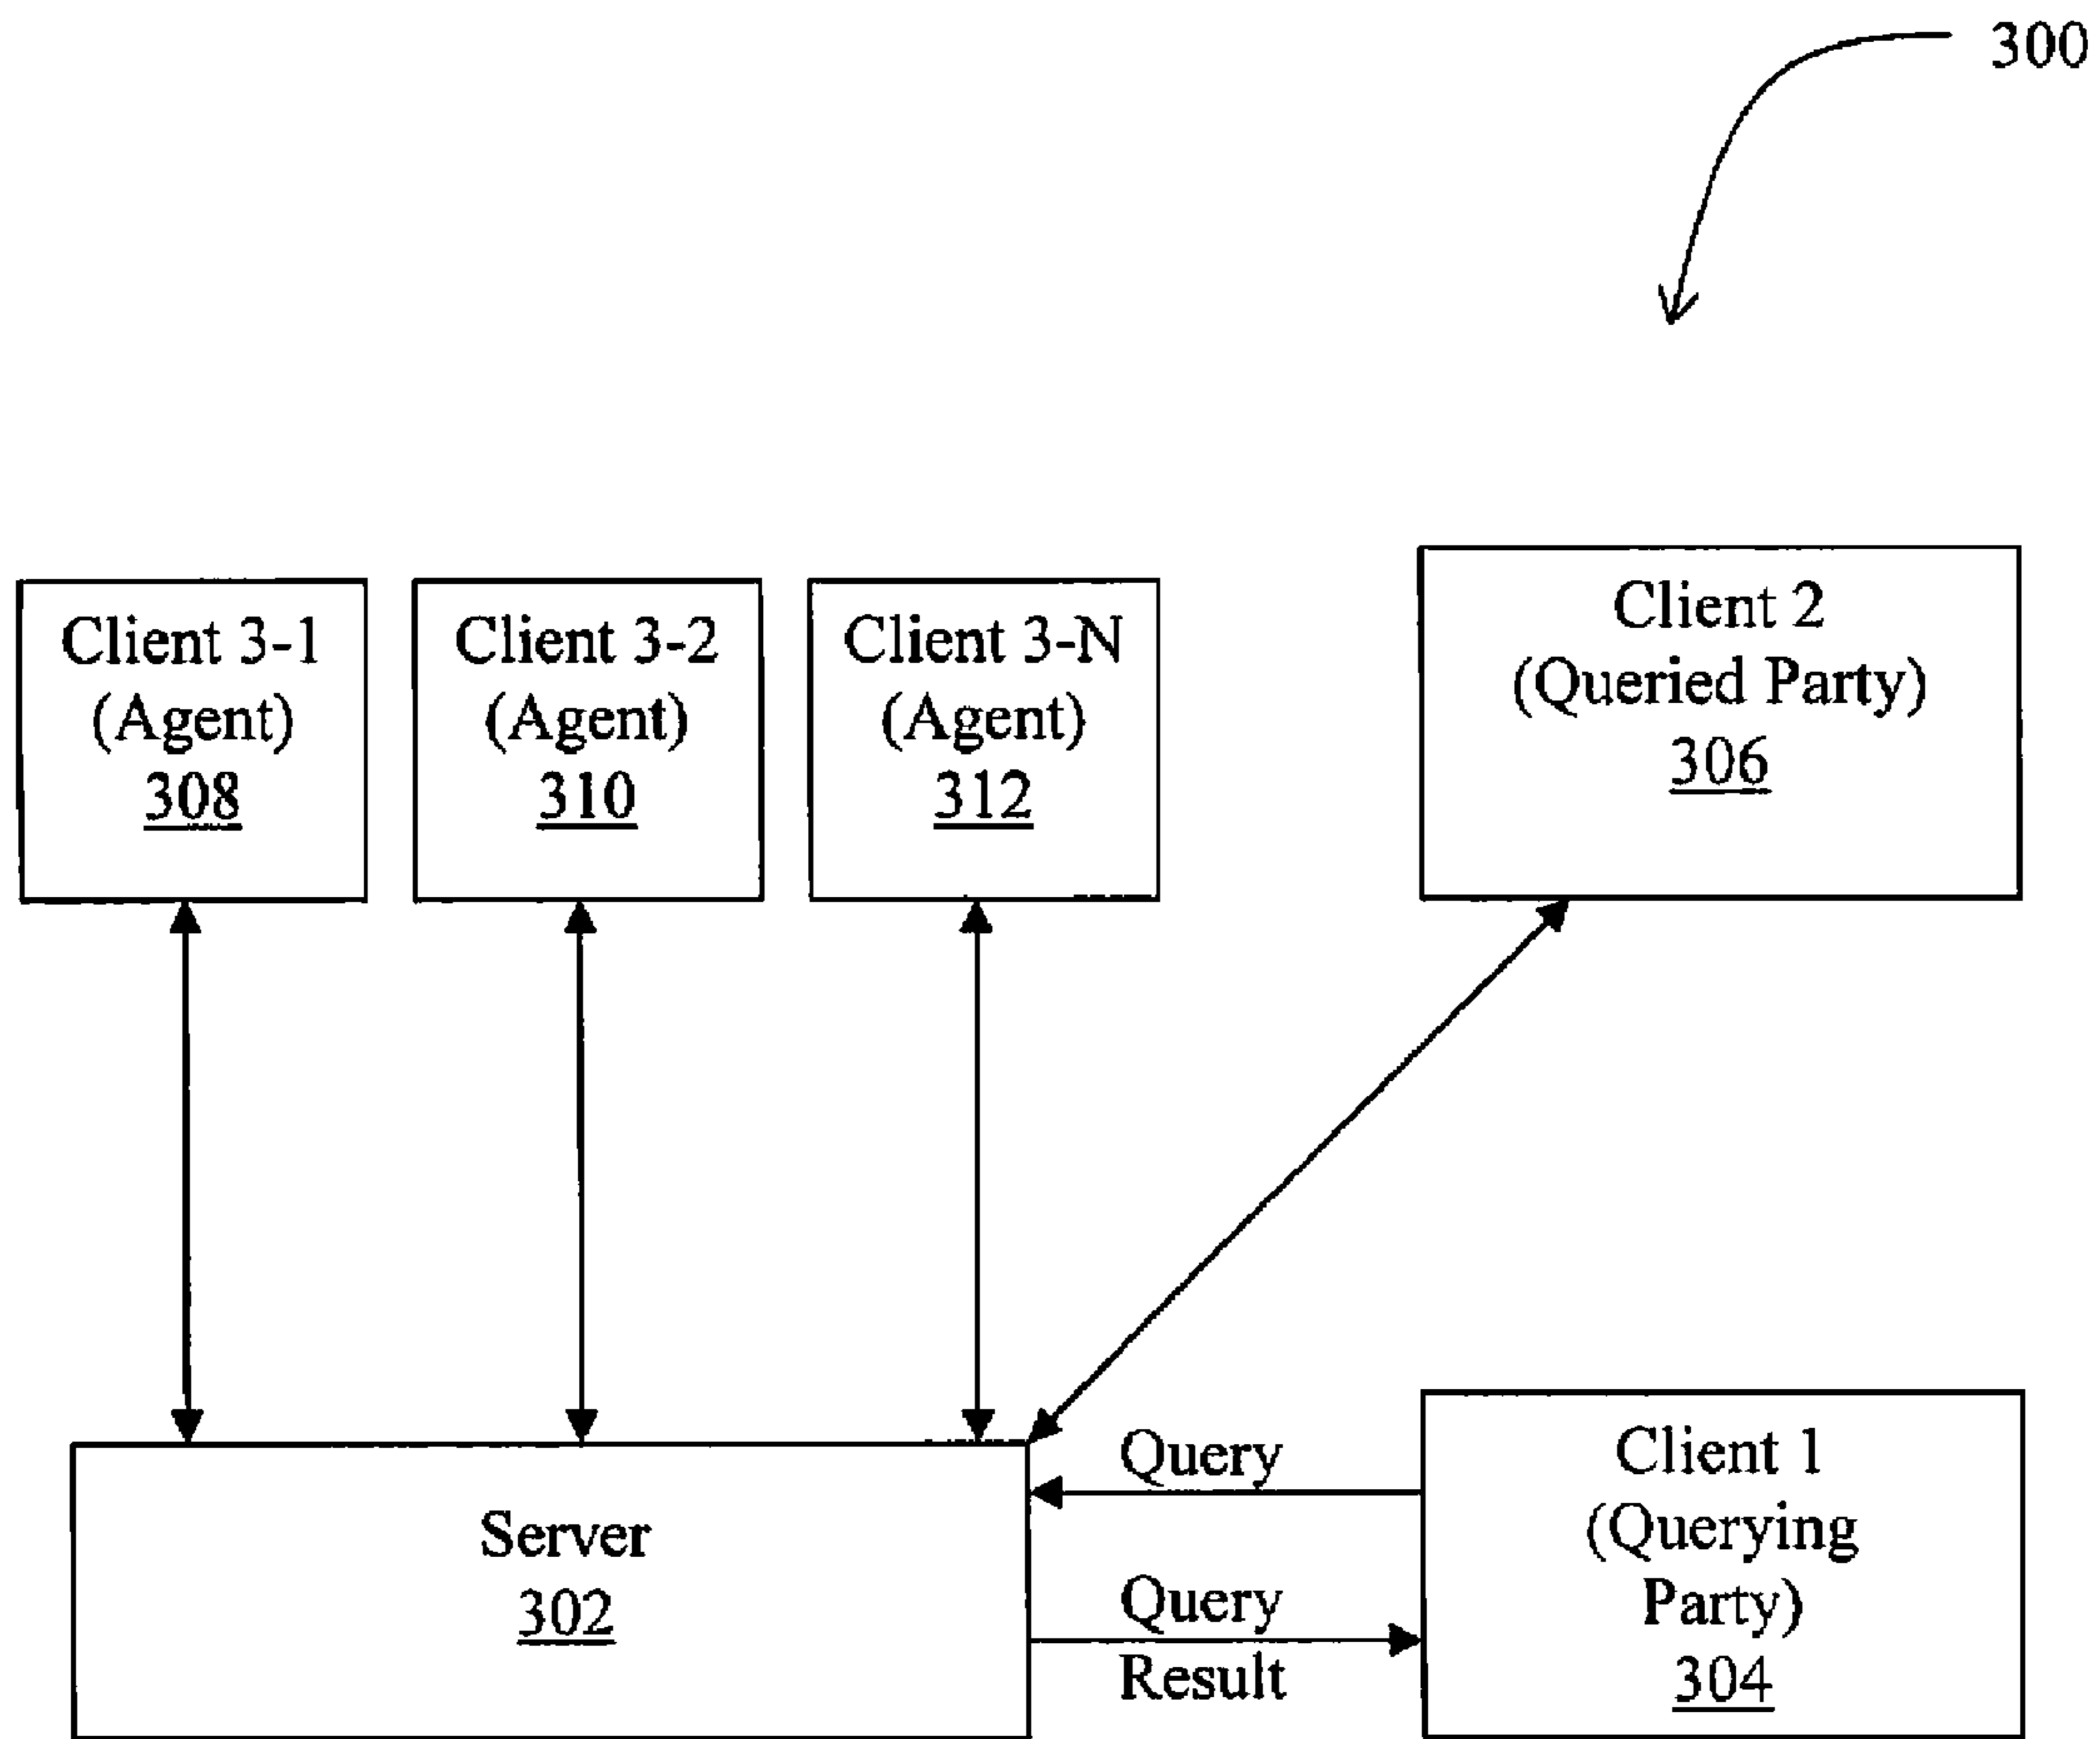 300
Client 3-1
(Agent)
308
Client 3-2
(Agent)
310
Client 3-N
(Agent)
312
Client 2
(Queried Party)
306
Server
302
Query
Query
Result
Client 1
(Querying
Party)
304